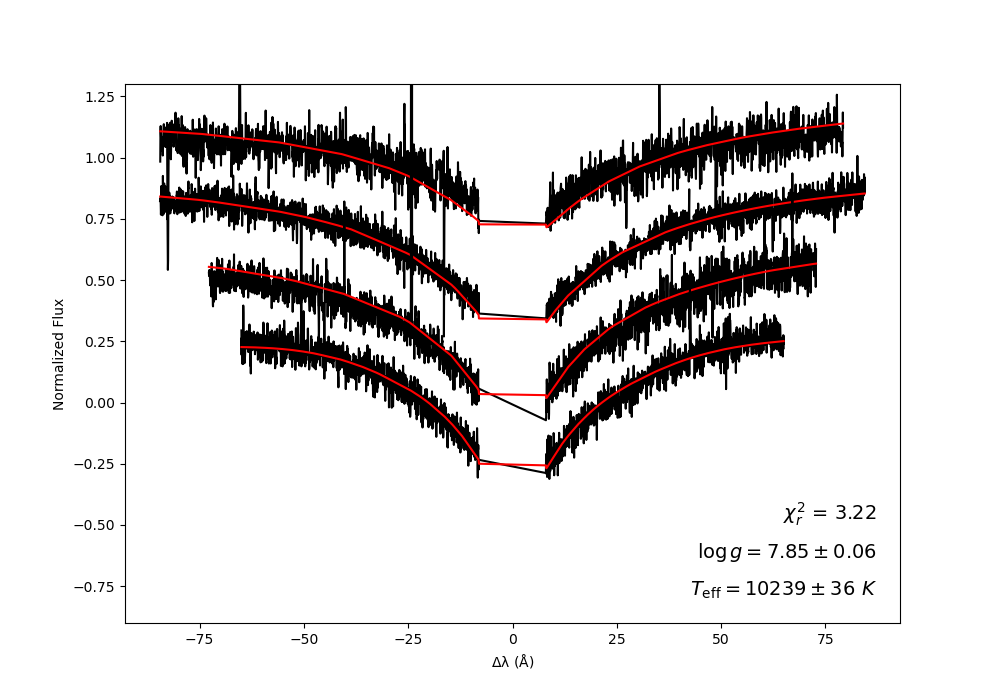 1.25
1.00
0.75
0.50
0.25
0.00
−0.25
−0.50
−0.75
Normalized Flux
χ²ᵣ = 3.22
log g = 7.85 ± 0.06
T_eff = 10239 ± 36 K
−75 −50 −25 0 25 50 75
Δλ (Å)